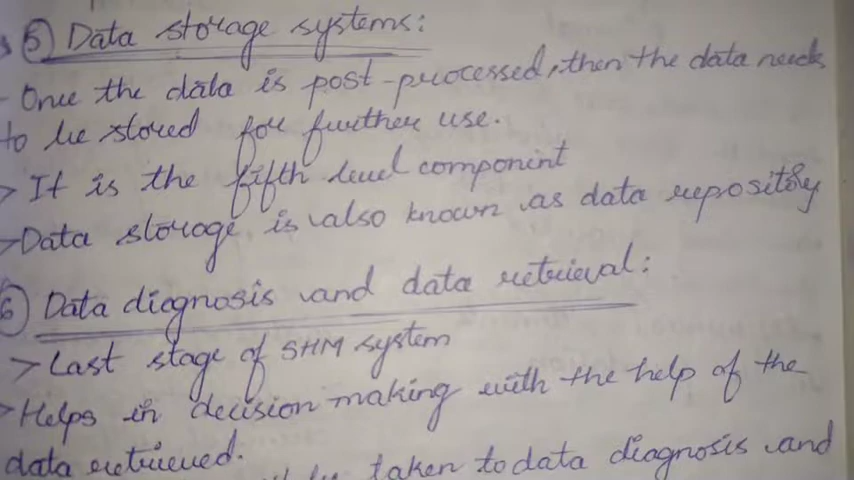 5) Data storage systems:
- Once the data is post-processed, then the data needs
to be stored for further use.
> It is the fifth level component
> Data storage is also known as data repository
6) Data diagnosis and data retrieval:
> Last stage of SHM system
> Helps in decision making with the help of the
data retrieved.
taken to data diagnosis and